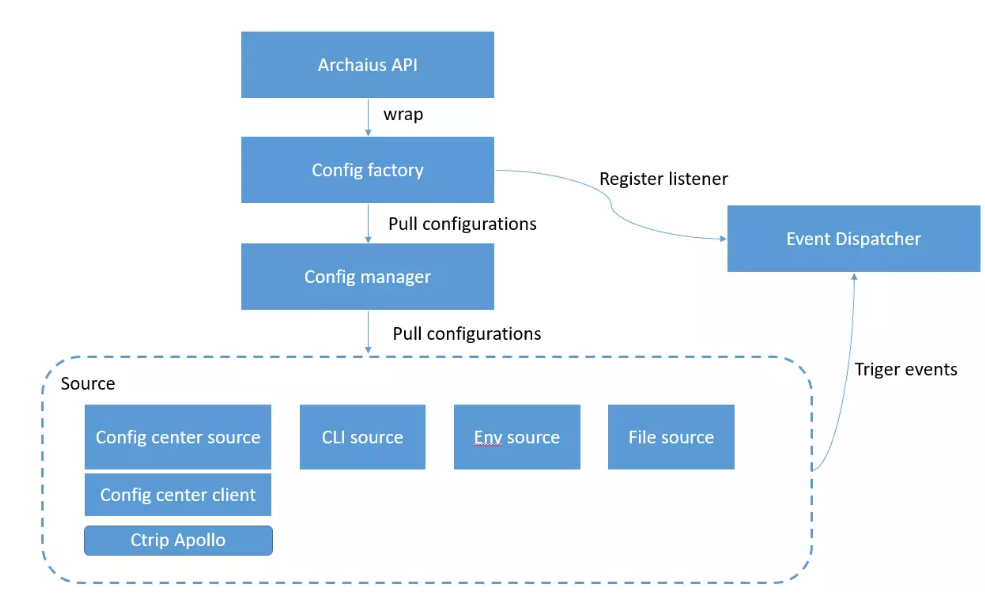 Archaius API
wrap
Config factory
Register listener
Pull configurations
Event Dispatcher
Config manager
Pull configurations
Triger events
Source
Config center source
CLI source
Env source
File source
Config center client
Ctrip Apollo